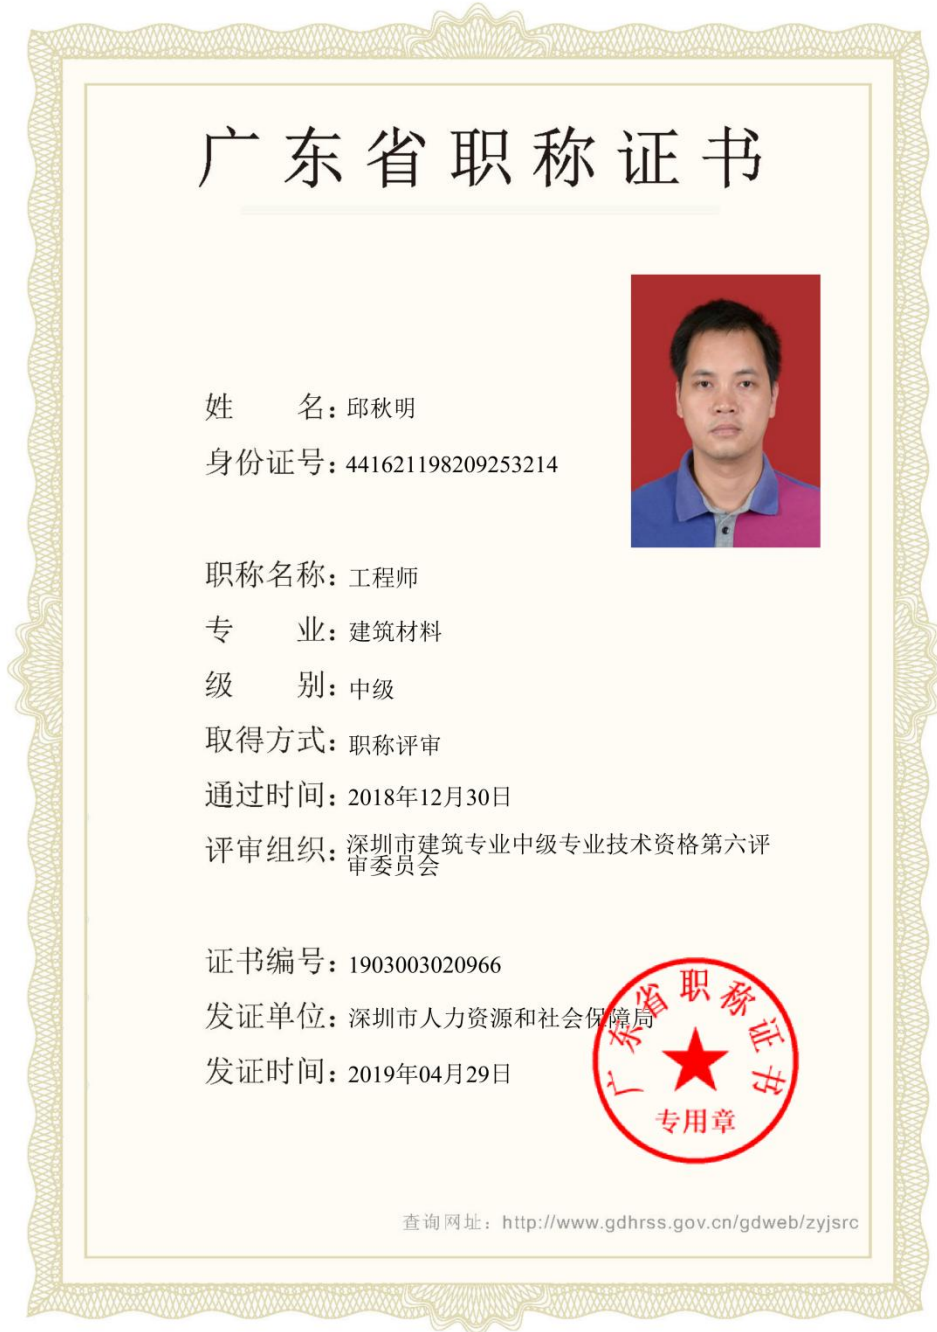 广东省职称证书
姓 名：邱秋明
身份证号：441621198209253214
职称名称：工程师
专 业：建筑材料
级 别：中级
取得方式：职称评审
通过时间：2018年12月30日
评审组织：深圳市建筑专业中级专业技术资格第六评
审委员会
证书编号：1903003020966
发证单位：深圳市人力资源和社会保障局
发证时间：2019年04月29日
广东省职称证书
专用章
查询网址：http://www.gdhrss.gov.cn/gdweb/zyjsrc